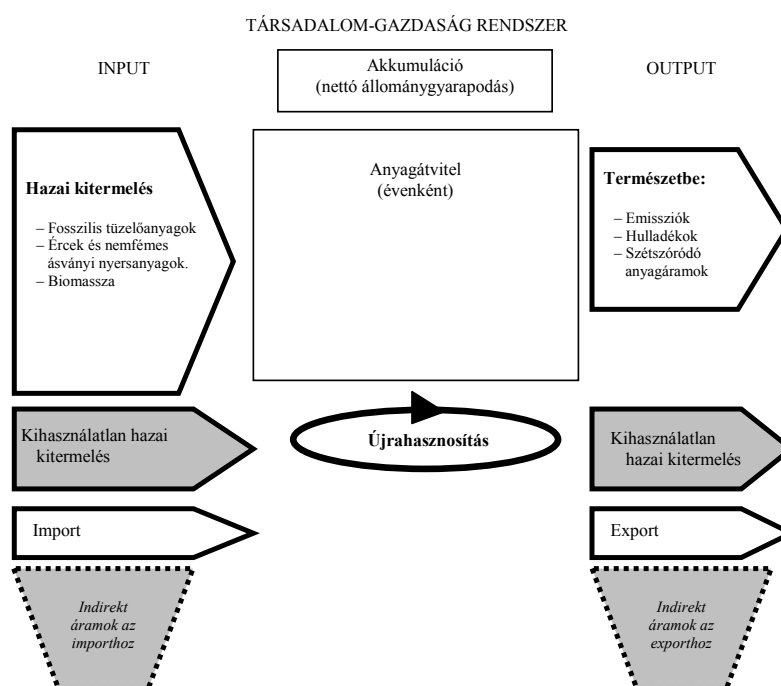 TÁRSADALOM-GAZDASÁG RENDSZER
INPUT
Akkumuláció
(nettó állománygyarapodás)
OUTPUT
Hazai kitermelés
– Fosszilis tüzelőanyagok
– Ércek és nemfémes
ásványi nyersanyagok.
– Biomassza
Anyagátvitel
(évenként)
Természetbe:
– Emissziók
– Hulladékok
– Szétszóródó
anyagáramok
Kihasználatlan hazai
kitermelés
Újrahasznosítás
Kihasználatlan
hazai kitermelés
Import
Export
Indirekt
áramok az
importhoz
Indirekt
áramok az
exporthoz